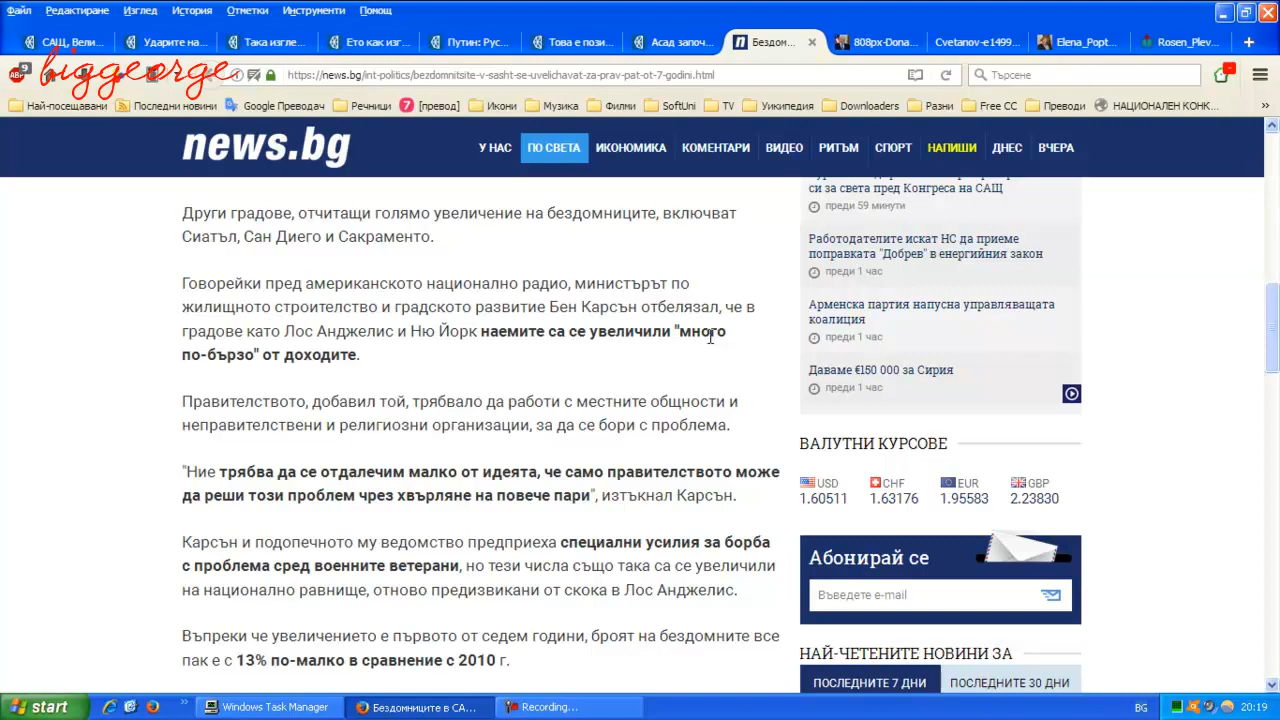 Файл Редактиране Изглед История Отметки Инструменти Помощ
САЩ, Вели... Ударите на... Така изгле... Ето как изг... Путин: Рус... Това е пози... Асад започ... Бездом... 808px-Dona... Cvetanov-e1499... Elena_Popt... Rosen_Plev...
biggeorge
https://news.bg/int-politics/bezdomnitsite-v-sasht-se-uvelichavat-za-prav-pat-ot-7-godini.html
Търсене
Най-посещавани Последни новини Google Преводач Речници [превод] Икони Музика Филми SoftUni TV Уикипедия Downloaders Разни Free CC Преводи НАЦИОНАЛЕН КОНК...
news.bg
У НАС ПО СВЕТА ИКОНОМИКА КОМЕНТАРИ ВИДЕО РИТЪМ СПОРТ НАПИШИ ДНЕС ВЧЕРА
Други градове, отчитащи голямо увеличение на бездомниците, включват
Сиатъл, Сан Диего и Сакраменто.
Говорейки пред американското национално радио, министърът по
жилищното строителство и градското развитие Бен Карсън отбелязал, че в
градове като Лос Анджелис и Ню Йорк наемите са се увеличили "много
по-бързо" от доходите.
Правителството, добавил той, трябвало да работи с местните общности и
неправителствени и религиозни организации, за да се бори с проблема.
"Ние трябва да се отдалечим малко от идеята, че само правителството може
да реши този проблем чрез хвърляне на повече пари", изтъкнал Карсън.
Карсън и подопечното му ведомство предприеха специални усилия за борба
с проблема сред военните ветерани, но тези числа също така са се увеличили
на национално равнище, отново предизвикани от скока в Лос Анджелис.
Въпреки че увеличението е първото от седем години, броят на бездомните все
пак е с 13% по-малко в сравнение с 2010 г.
си за света пред Конгреса на САЩ
преди 59 минути
Работодателите искат НС да приеме
поправката "Добрев" в енергийния закон
преди 1 час
Арменска партия напусна управляващата
коалиция
преди 1 час
Даваме €150 000 за Сирия
преди 1 час
ВАЛУТНИ КУРСОВЕ
USD CHF EUR GBP
1.60511 1.63176 1.95583 2.23830
Абонирай се
Въведете e-mail
НАЙ-ЧЕТЕНИТЕ НОВИНИ ЗА
ПОСЛЕДНИТЕ 7 ДНИ ПОСЛЕДНИТЕ 30 ДНИ
start Windows Task Manager Бездомниците в СА... Recording... BG 20:19